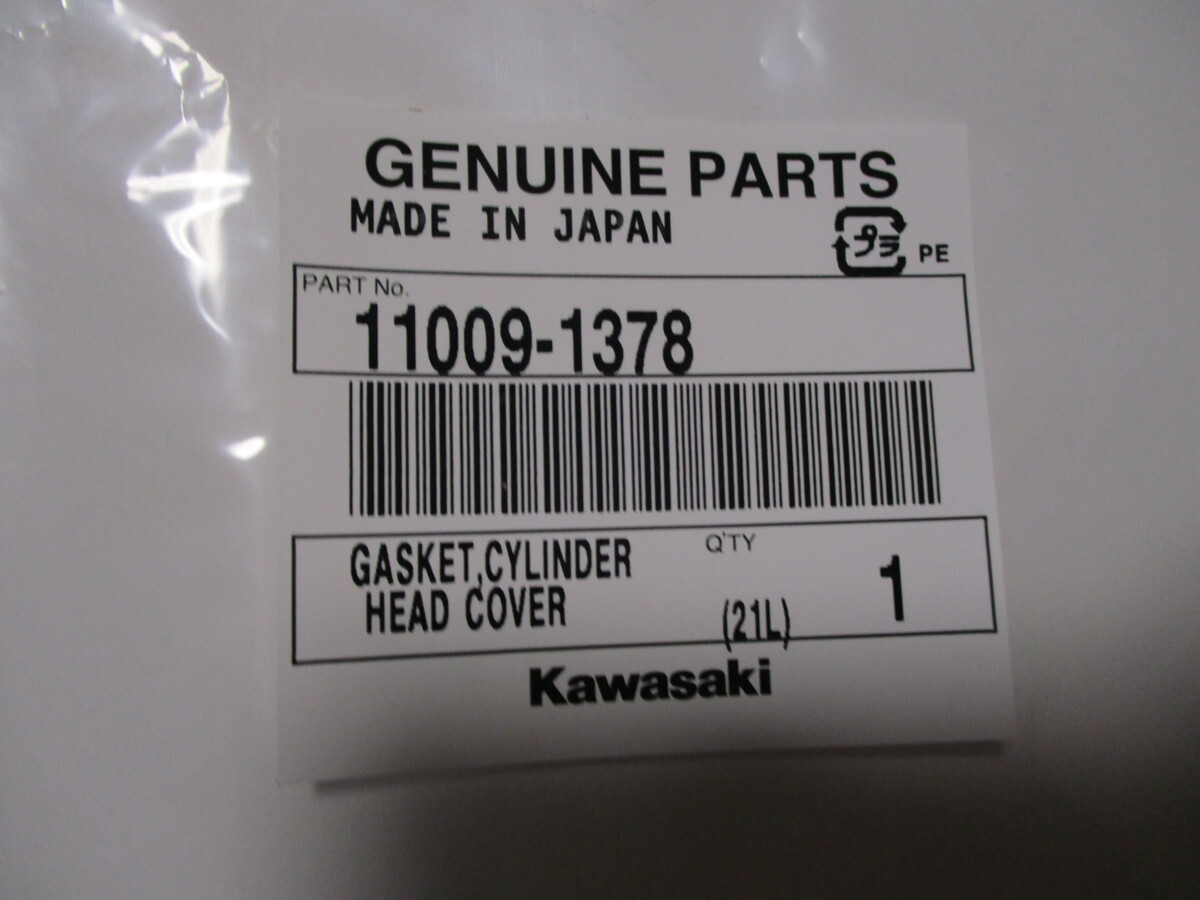 GENUINE PARTS
MADE IN JAPAN
プラ PE
PART No.
11009-1378
GASKET,CYLINDER Q'TY
HEAD COVER (21L) 1
Kawasaki